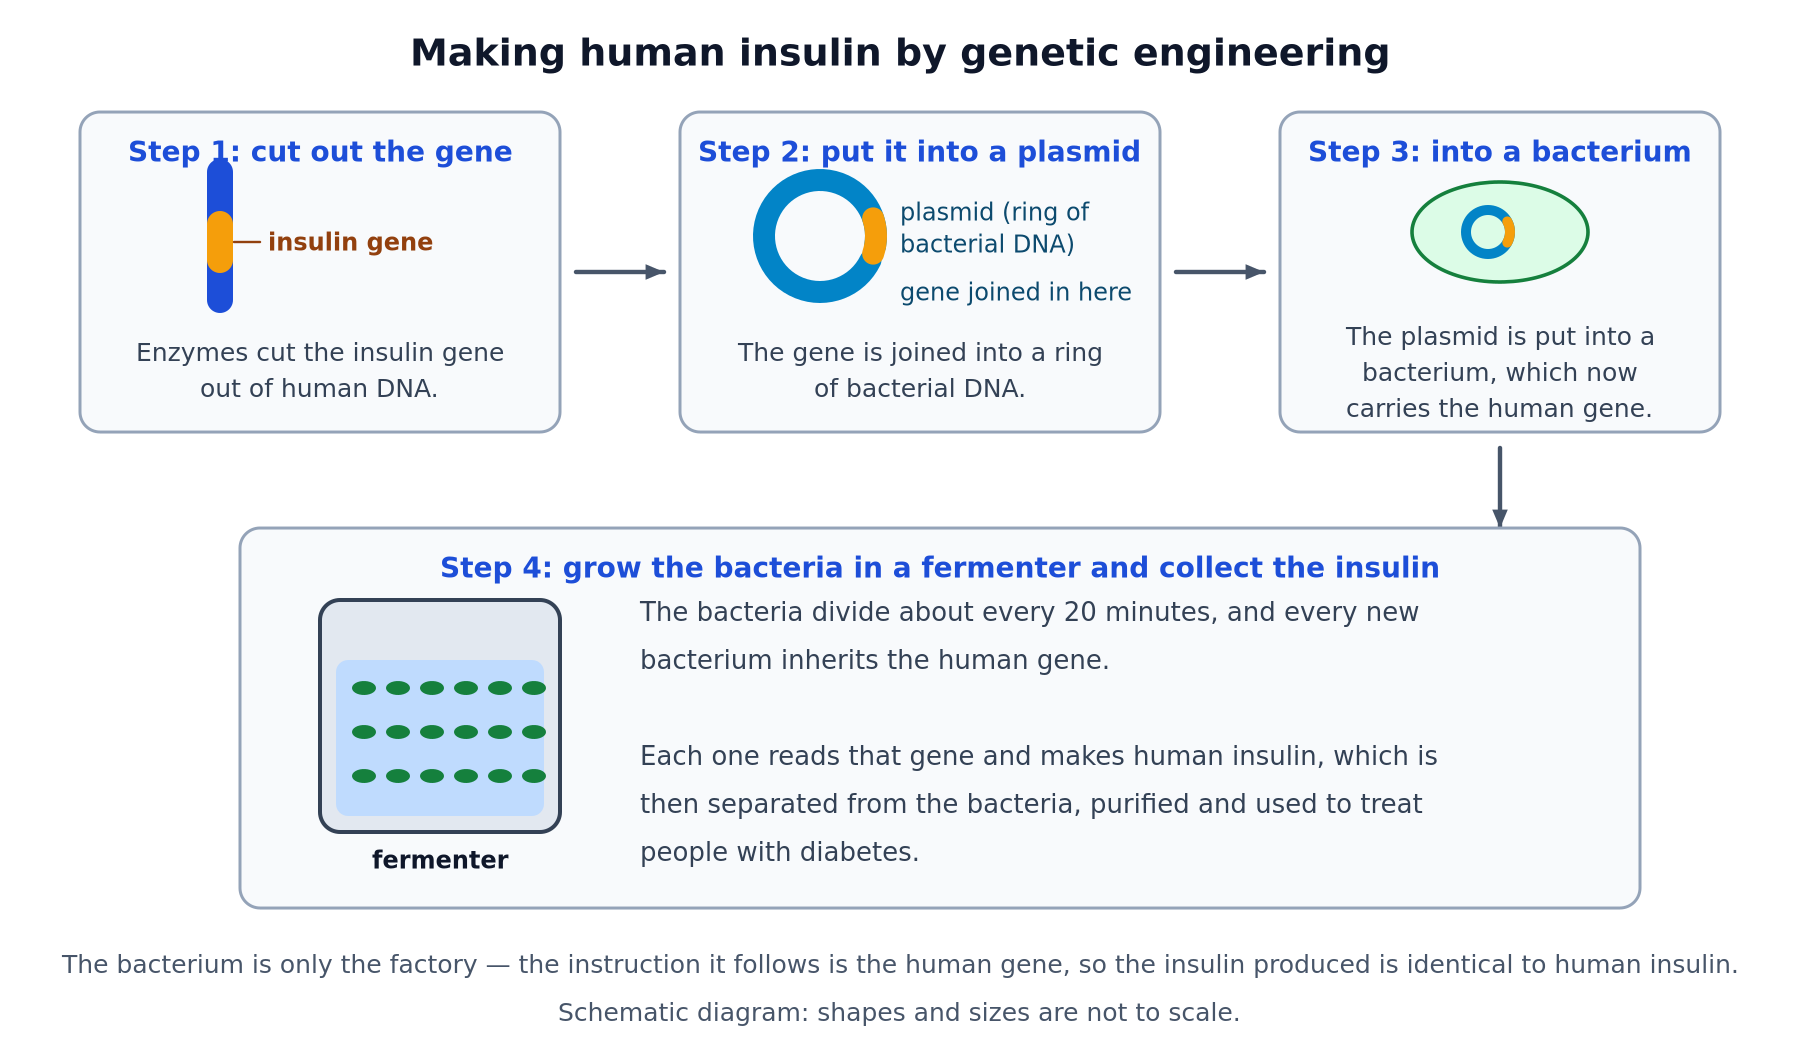 Making human insulin by genetic engineering
Step 1: cut out the gene
insulin gene
Enzymes cut the insulin gene
out of human DNA.
Step 2: put it into a plasmid
plasmid (ring of
bacterial DNA)
gene joined in here
The gene is joined into a ring
of bacterial DNA.
Step 3: into a bacterium
The plasmid is put into a
bacterium, which now
carries the human gene.
Step 4: grow the bacteria in a fermenter and collect the insulin
fermenter
The bacteria divide about every 20 minutes, and every new
bacterium inherits the human gene.
Each one reads that gene and makes human insulin, which is
then separated from the bacteria, purified and used to treat
people with diabetes.
The bacterium is only the factory — the instruction it follows is the human gene, so the insulin produced is identical to human insulin.
Schematic diagram: shapes and sizes are not to scale.